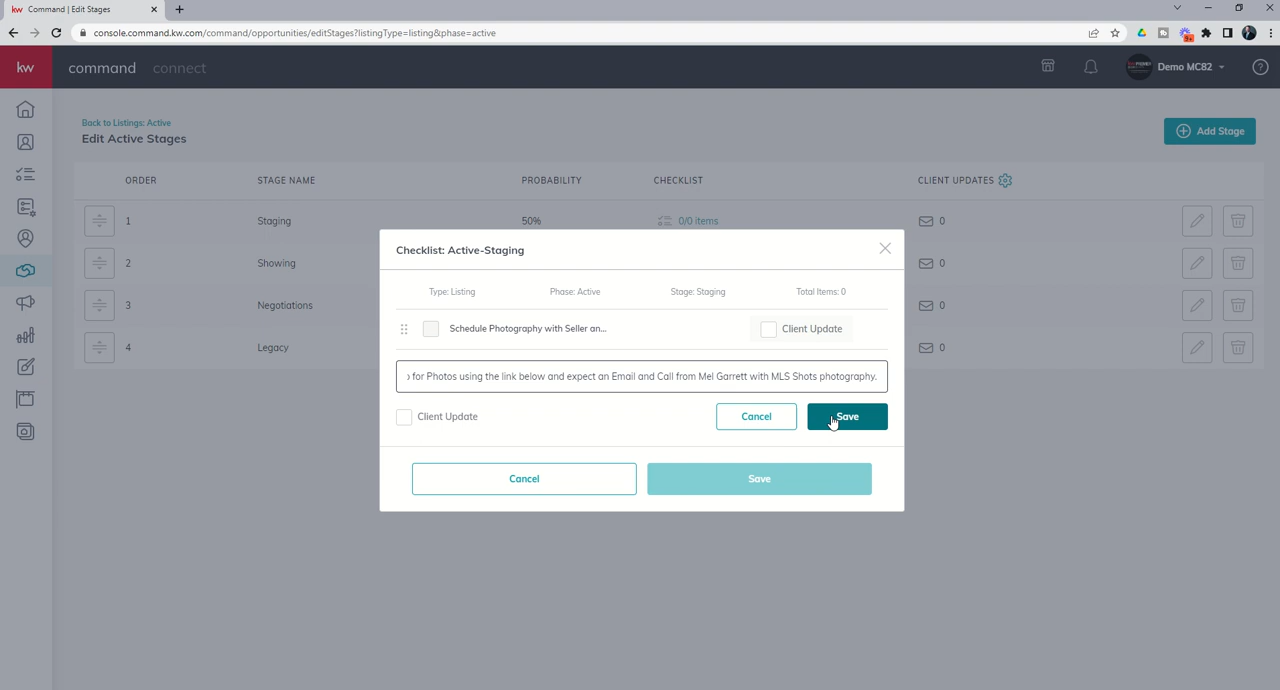 kw Command | Edit Stages
console.command.kw.com/command/opportunities/editStages?listingType=listing&phase=active
9+
kw command connect Demo MC82
Back to Listings: Active
Edit Active Stages
Add Stage
ORDER STAGE NAME PROBABILITY CHECKLIST CLIENT UPDATES
1 Staging 50% 0/0 items 0
2 Showing 0
3 Negotiations 0
4 Legacy 0
Checklist: Active-Staging
Type: Listing Phase: Active Stage: Staging Total Items: 0
Schedule Photography with Seller an... Client Update
for Photos using the link below and expect an Email and Call from Mel Garrett with MLS Shots photography.
Client Update Cancel Save
Cancel Save